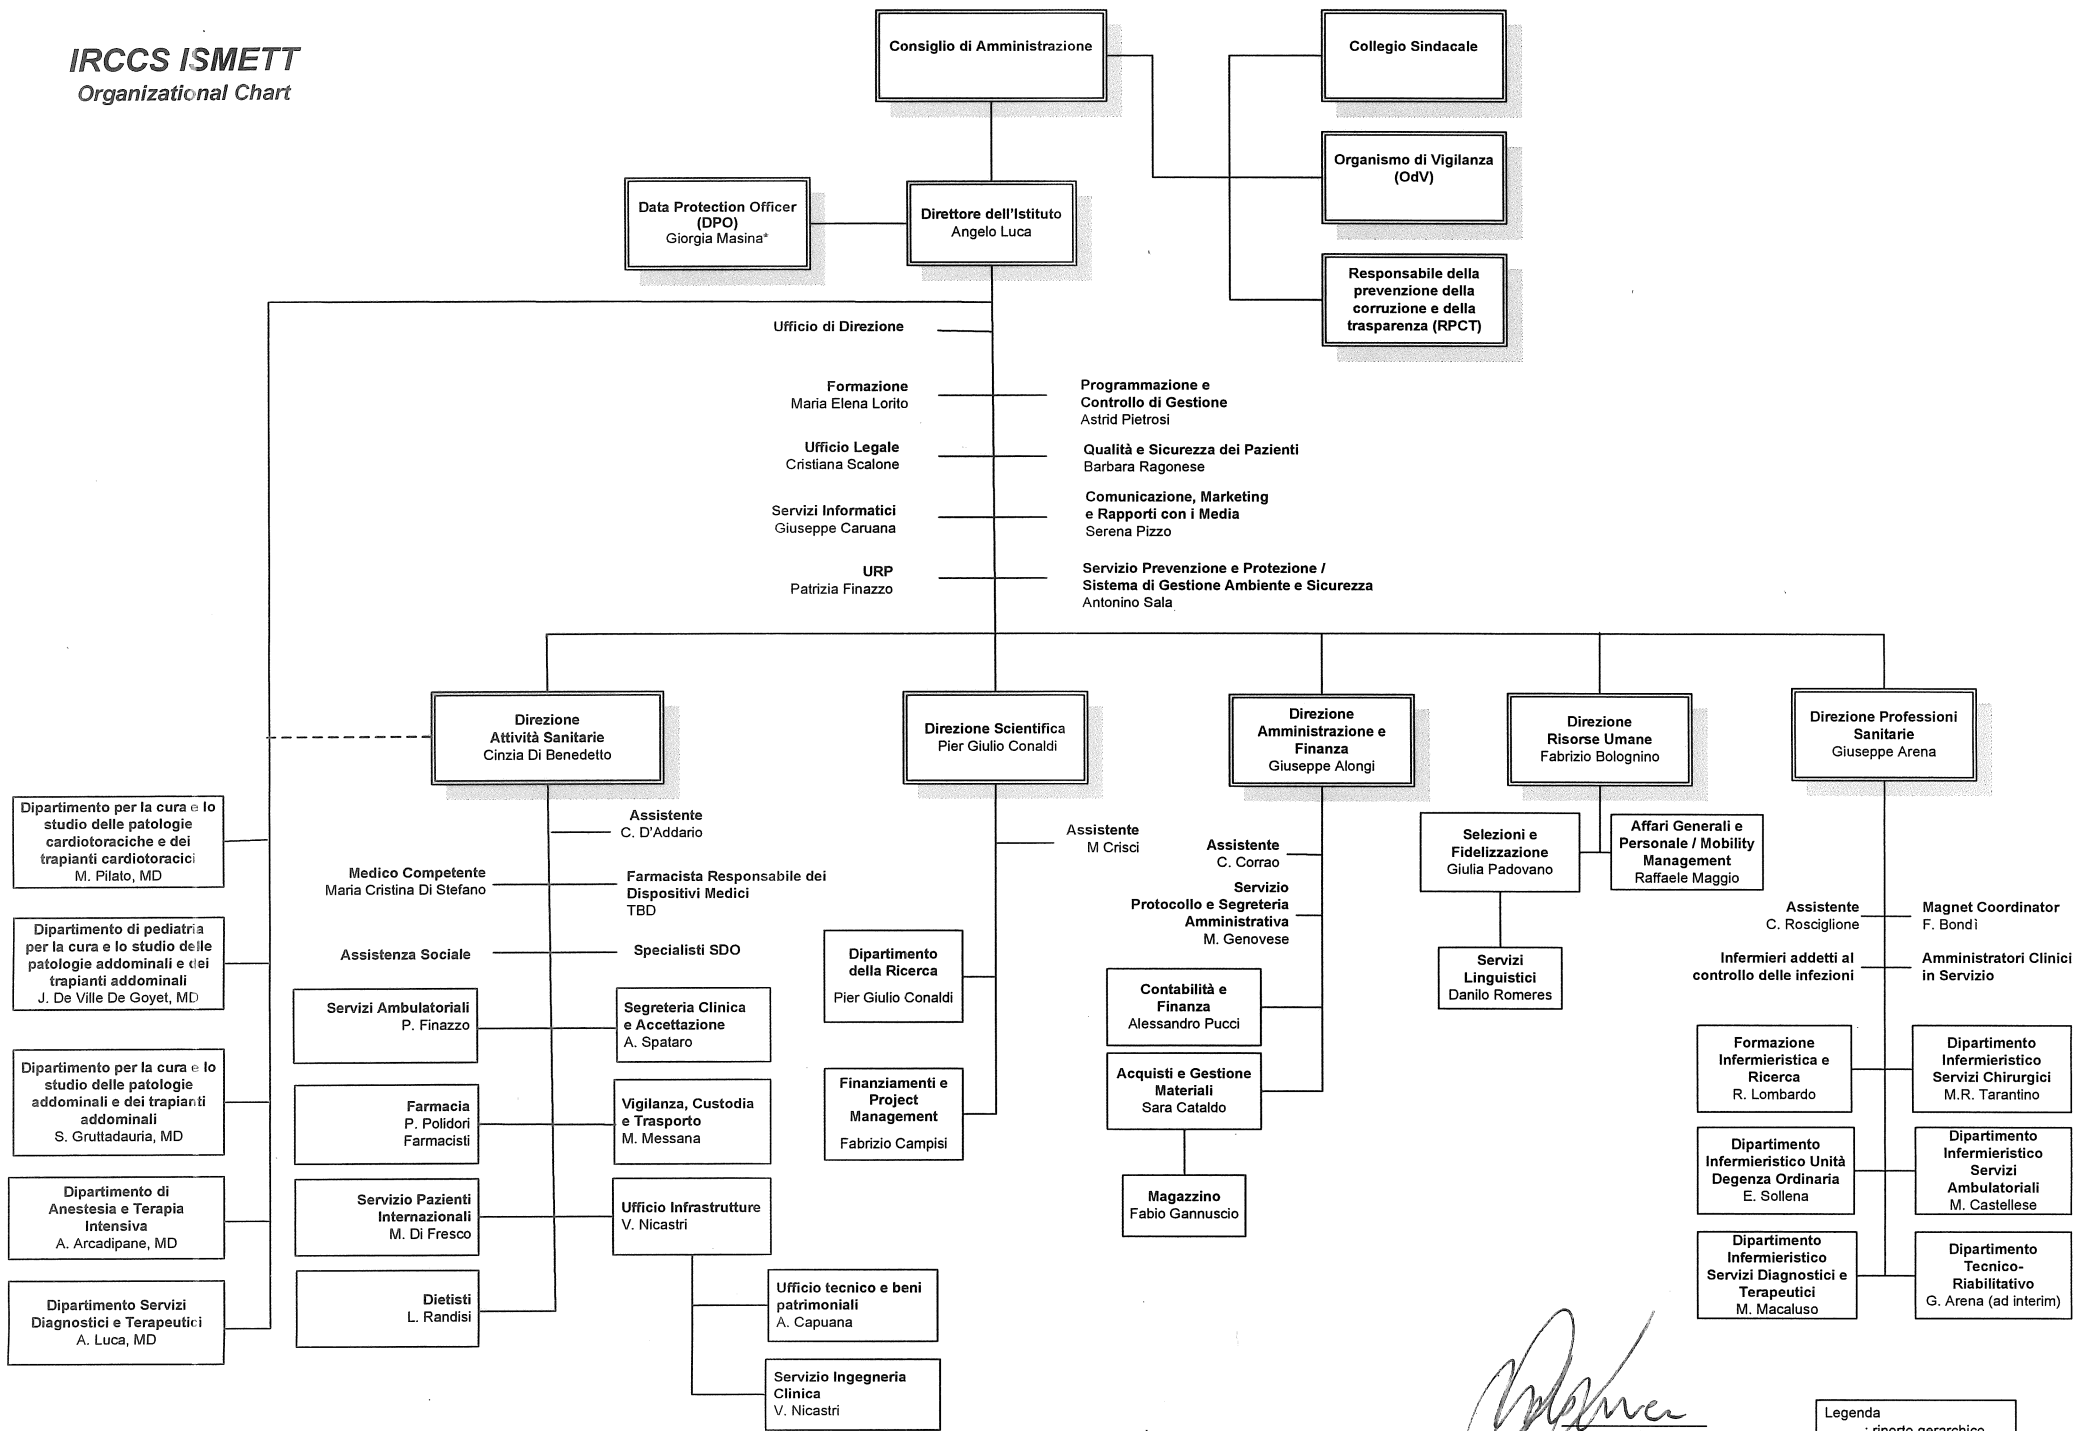 IRCCS ISMETT
Organizational Chart
Consiglio di Amministrazione
Collegio Sindacale
Organismo di Vigilanza
(OdV)
Responsabile della
prevenzione della
corruzione e della
trasparenza (RPCT)
Data Protection Officer
(DPO)
Giorgia Masina*
Direttore dell'Istituto
Angelo Luca
Ufficio di Direzione
Formazione
Maria Elena Lorito
Programmazione e
Controllo di Gestione
Astrid Pietrosi
Ufficio Legale
Cristiana Scalone
Qualità e Sicurezza dei Pazienti
Barbara Ragonese
Servizi Informatici
Giuseppe Caruana
Comunicazione, Marketing
e Rapporti con i Media
Serena Pizzo
URP
Patrizia Finazzo
Servizio Prevenzione e Protezione /
Sistema di Gestione Ambiente e Sicurezza
Antonino Sala
Dipartimento per la cura e lo
studio delle patologie
cardiotoraciche e dei
trapianti cardiotoracici
M. Pilato, MD
Dipartimento di pediatria
per la cura e lo studio delle
patologie addominali e dei
trapianti addominali
J. De Ville De Goyet, MD
Dipartimento per la cura e lo
studio delle patologie
addominali e dei trapianti
addominali
S. Gruttadauria, MD
Dipartimento di
Anestesia e Terapia
Intensiva
A. Arcadipane, MD
Dipartimento Servizi
Diagnostici e Terapeutici
A. Luca, MD
Direzione
Attività Sanitarie
Cinzia Di Benedetto
Assistente
C. D'Addario
Medico Competente
Maria Cristina Di Stefano
Farmacista Responsabile dei
Dispositivi Medici
TBD
Assistenza Sociale
Specialisti SDO
Servizi Ambulatoriali
P. Finazzo
Segreteria Clinica
e Accettazione
A. Spataro
Farmacia
P. Polidori
Farmacisti
Vigilanza, Custodia
e Trasporto
M. Messana
Servizio Pazienti
Internazionali
M. Di Fresco
Ufficio Infrastrutture
V. Nicastri
Dietisti
L. Randisi
Ufficio tecnico e beni
patrimoniali
A. Capuana
Servizio Ingegneria
Clinica
V. Nicastri
Direzione Scientifica
Pier Giulio Conaldi
Assistente
M Crisci
Dipartimento
della Ricerca
Pier Giulio Conaldi
Finanziamenti e
Project
Management
Fabrizio Campisi
Direzione
Amministrazione e
Finanza
Giuseppe Alongi
Assistente
C. Corrao
Servizio
Protocollo e Segreteria
Amministrativa
M. Genovese
Contabilità e
Finanza
Alessandro Pucci
Acquisti e Gestione
Materiali
Sara Cataldo
Magazzino
Fabio Gannuscio
Direzione
Risorse Umane
Fabrizio Bolognino
Selezioni e
Fidelizzazione
Giulia Padovano
Affari Generali e
Personale / Mobility
Management
Raffaele Maggio
Servizi
Linguistici
Danilo Romeres
Direzione Professioni
Sanitarie
Giuseppe Arena
Assistente
C. Rosciglione
Magnet Coordinator
F. Bondì
Infermieri addetti al
controllo delle infezioni
Amministratori Clinici
in Servizio
Formazione
Infermieristica e
Ricerca
R. Lombardo
Dipartimento
Infermieristico
Servizi Chirurgici
M.R. Tarantino
Dipartimento
Infermieristico Unità
Degenza Ordinaria
E. Sollena
Dipartimento
Infermieristico
Servizi
Ambulatoriali
M. Castellese
Dipartimento
Infermieristico
Servizi Diagnostici e
Terapeutici
M. Macaluso
Dipartimento
Tecnico-
Riabilitativo
G. Arena (ad interim)
Legenda
: riporto gerarchico